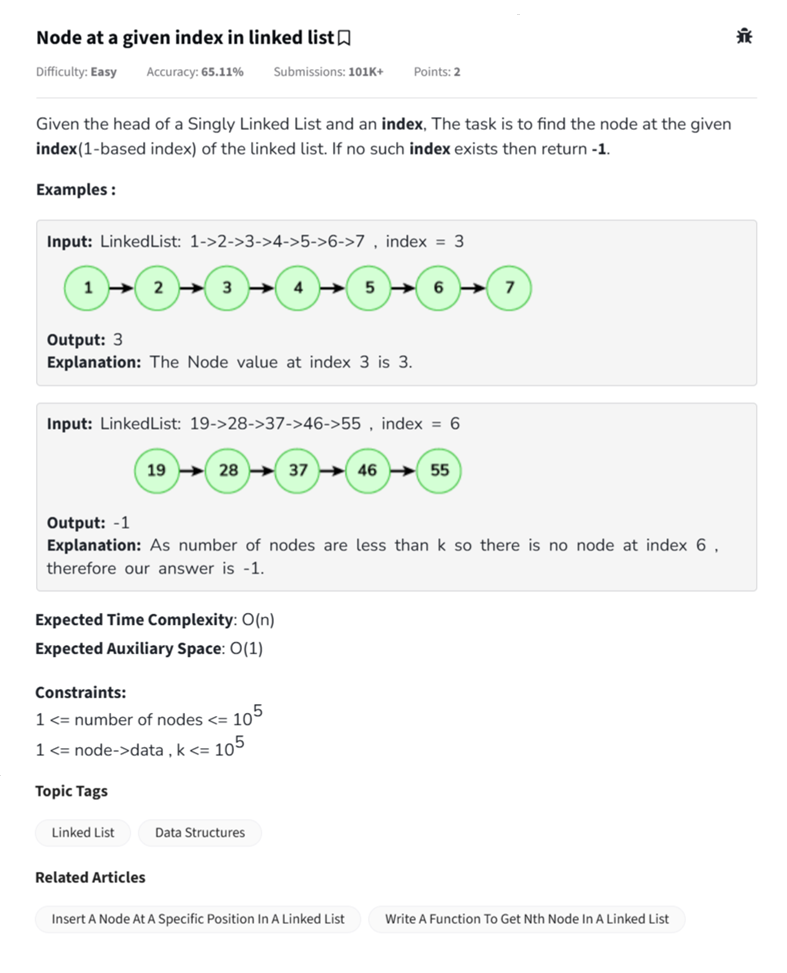 Node at a given index in linked list
Difficulty: Easy Accuracy: 65.11% Submissions: 101K+ Points: 2
Given the head of a Singly Linked List and an index, The task is to find the node at the given
index(1-based index) of the linked list. If no such index exists then return -1.
Examples :
Input: LinkedList: 1->2->3->4->5->6->7 , index = 3
1 2 3 4 5 6 7
Output: 3
Explanation: The Node value at index 3 is 3.
Input: LinkedList: 19->28->37->46->55 , index = 6
19 28 37 46 55
Output: -1
Explanation: As number of nodes are less than k so there is no node at index 6 ,
therefore our answer is -1.
Expected Time Complexity: O(n)
Expected Auxiliary Space: O(1)
Constraints:
1 <= number of nodes <= 10^5
1 <= node->data , k <= 10^5
Topic Tags
Linked List Data Structures
Related Articles
Insert A Node At A Specific Position In A Linked List Write A Function To Get Nth Node In A Linked List